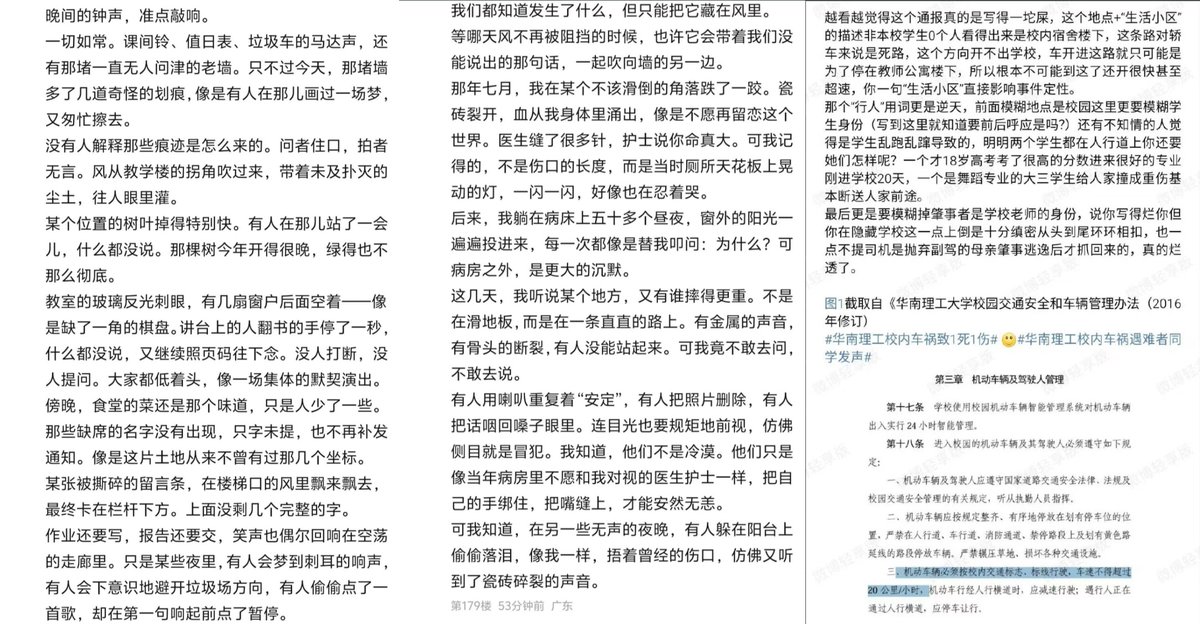 晚间的钟声，准点敲响。
一切如常。课间铃、值日表、垃圾车的马达声，还
有那堵一直无人问津的老墙。只不过今天，那堵墙
多了几道奇怪的划痕，像是有人在那儿画过一场梦，
又匆忙擦去。
没有人解释那些痕迹是怎么来的。问者住口，拍者
无言。风从教学楼的拐角吹过来，带着未及扑灭的
尘土，往人眼里灌。
某个位置的树叶掉得特别快。有人在那儿站了一会
儿，什么都没说。那棵树今年开得很晚，绿得也不
那么彻底。
教室的玻璃反光刺眼，有几扇窗户后面空着——像
是缺了一角的棋盘。讲台上的人翻书的手停了一秒，
什么都没说，又继续照页码往下念。没人打断，没
人提问。大家都低着头，像一场集体的默契演出。
傍晚，食堂的菜还是那个味道，只是人少了一些。
那些缺席的名字没有出现，只字未提，也不再补发
通知。像是这片土地从来不曾有过那几个坐标。
某张被撕碎的留言条，在楼梯口的风里飘来飘去，
最终卡在栏杆下方。上面没剩几个完整的字。
作业还要写，报告还要交，笑声也偶尔回响在空荡
的走廊里。只是某些夜里，有人会梦到刺耳的响声，
有人会下意识地避开垃圾场方向，有人偷偷点了一
首歌，却在第一句响起前点了暂停。
我们都知道发生了什么，但只能把它藏在风里。
等哪天风不再被阻挡的时候，也许它会带着我们没
能说出的那句话，一起吹向墙的另一边。
那年七月，我在某个不该滑倒的角落跌了一跤。瓷
砖裂开，血从我身体里涌出，像是不愿再留恋这个
世界。医生缝了很多针，护士说你命真大。可我记
得的，不是伤口的长度，而是当时厕所天花板上晃
动的灯，一闪一闪，好像也在忍着哭。
后来，我躺在病床上五十多个昼夜，窗外的阳光一
遍遍投进来，每一次都像是替我叩问：为什么？可
病房之外，是更大的沉默。
这几天，我听说某个地方，又有谁摔得更重。不是
在滑地板，而是在一条直直的路上。有金属的声音，
有骨头的断裂，有人没能站起来。可我竟不敢去问，
不敢去说。
有人用喇叭重复着“安定”，有人把照片删除，有人
把话咽回嗓子眼里。连目光也要规矩地前视，仿佛
侧目就是冒犯。我知道，他们不是冷漠。他们只是
像当年病房里不愿和我对视的医生护士一样，把自
己的手绑住，把嘴缝上，才能安然无恙。
可我知道，在另一些无声的夜晚，有人躲在阳台上
偷偷落泪，像我一样，捂着曾经的伤口，仿佛又听
到了瓷砖碎裂的声音。
第179楼 53分钟前 广东
越看越觉得这个通报真的是写得一坨屎，这个地点+“生活小区”
的描述非本校学生0个人看得出来是校内宿舍楼下，这条路对轿
车来说是死路，这个方向开不出学校，车开进这路就只可能是
为了停在教师公寓楼下，所以根本不可能到这了还开很快甚至
超速，你一句“生活小区”直接影响事件定性。
那个“行人”用词更是逆天，前面模糊地点是校园这里更要模糊学
生身份（写到这里就知道要前后呼应是吗?）还有不知情的人觉
得是学生乱跑乱蹿导致的，明明两个学生都在人行道上你还要
她们怎样呢？一个才18岁高考考了很高的分数进来很好的专业
刚进学校20天，一个是舞蹈专业的大三学生给人家撞成重伤基
本断送人家前途。
最后更是要模糊掉肇事者是学校老师的身份，说你写得烂你但
你在隐藏学校这一点上倒是十分缜密从头到尾环环相扣，也一
点不提司机是抛弃副驾的母亲肇事逃逸后才抓回来的，真的烂
透了。
图1截取自《华南理工大学校园交通安全和车辆管理办法（2016
年修订）
#华南理工校内车祸致1死1伤# #华南理工校内车祸遇难者同
学发声#
第三章 机动车辆及驾驶人管理
第十七条 学校使用校园机动车辆智能管理系统对机动车辆
出入实行24小时智能管理。
第十八条 进入校园的机动车辆及其驾驶人必须遵守如下规
定：
一、机动车辆及驾驶人应遵守国家道路交通安全法律、法规及
校园交通安全管理的有关规定，听从执勤人员指挥。
二、机动车辆应按规定整齐、有序地停放在划有停车位的位
置，严禁在人行道、车行道、消防通道、禁停路段上及划有黄色路
延线的路段停放车辆、严禁碾压草地、损坏各种交通设施。
三、机动车辆必须按校内交通标志、标线行驶，车速不得超过
20公里/小时，机动车行经人行横道时，应减速行驶；遇行人正在
通过人行横道，应停车让行。
微博轻享版